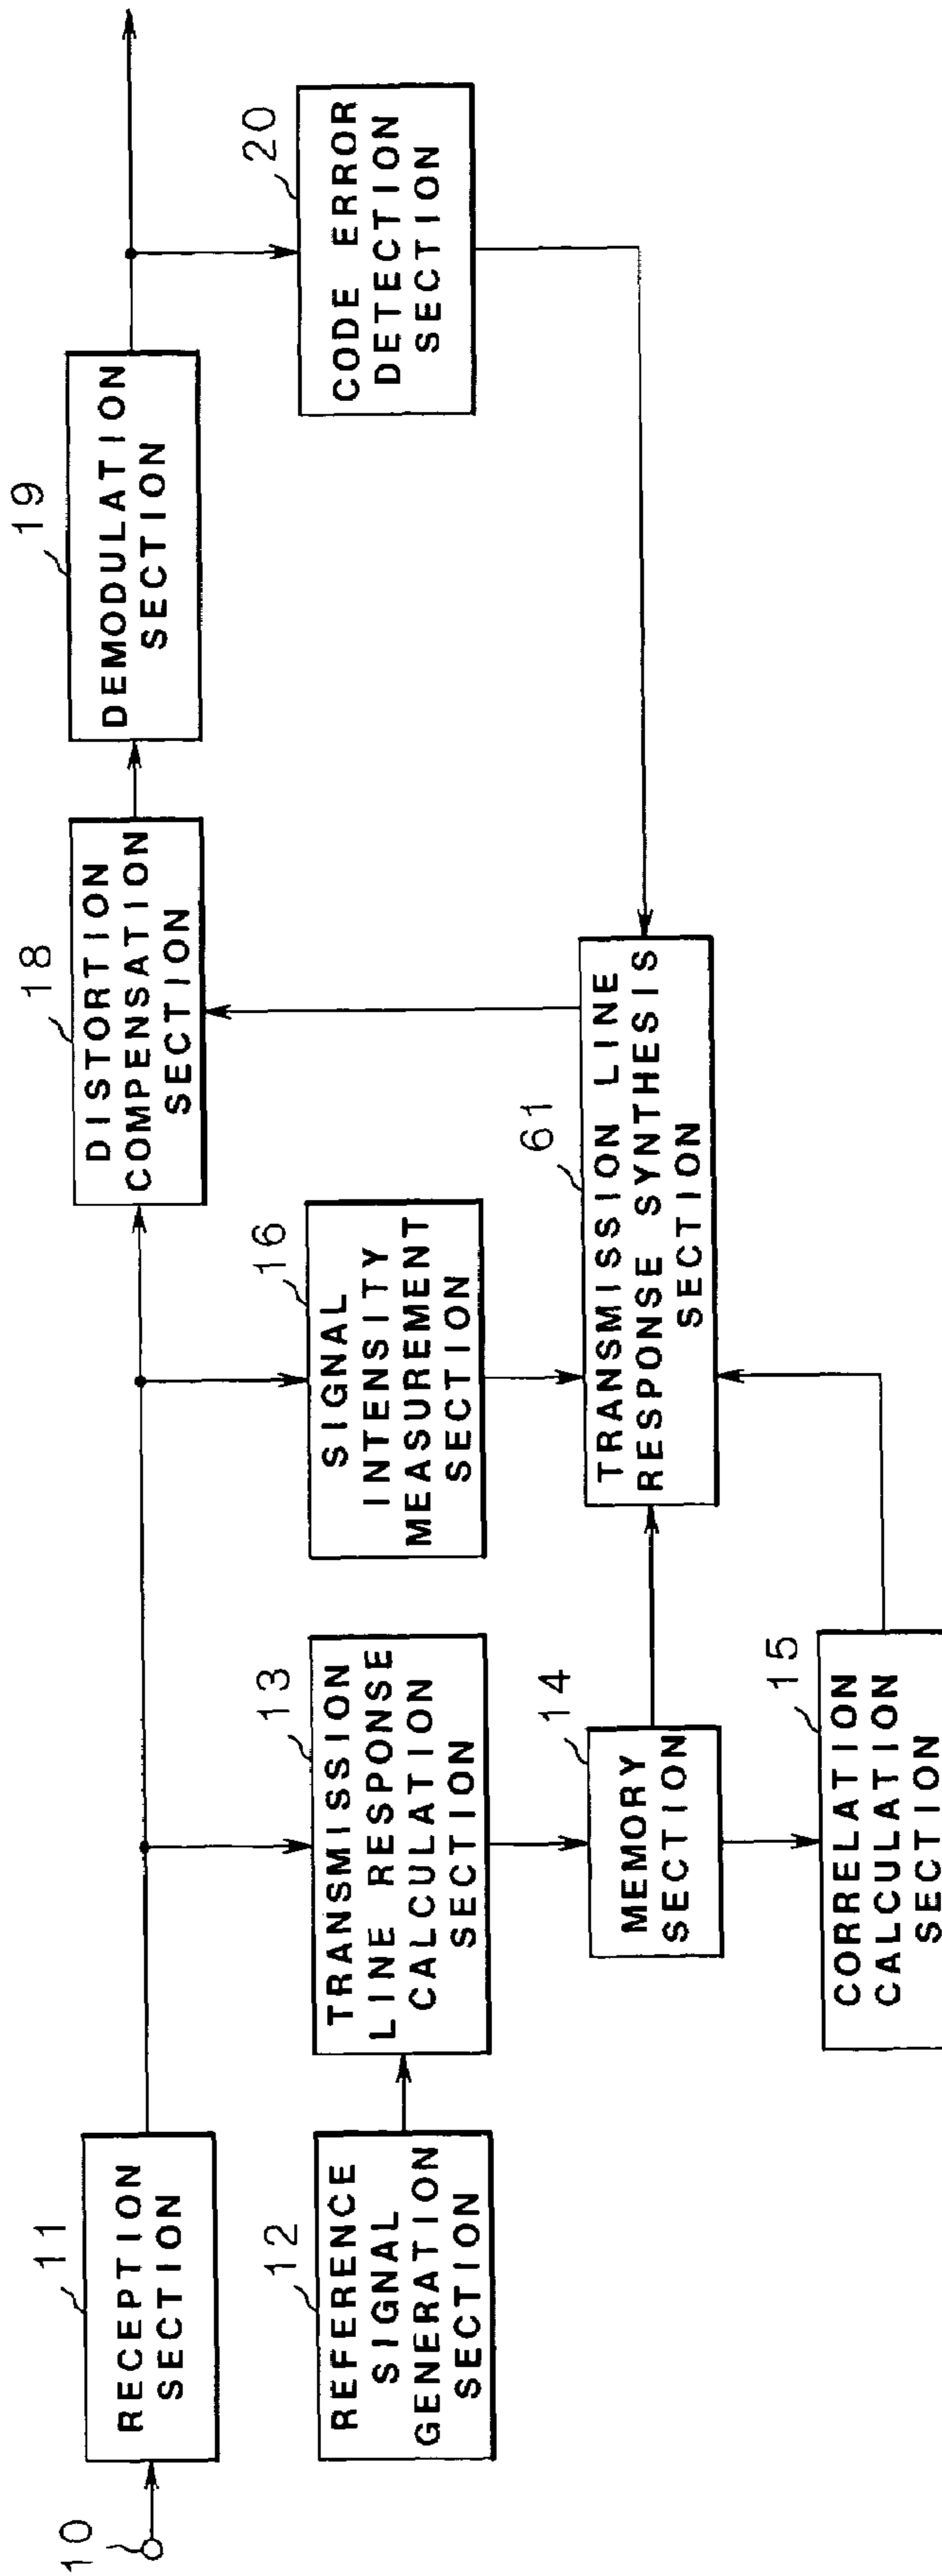 10
11
RECEPTION
SECTION
12
REFERENCE
SIGNAL
GENERATION
SECTION
13
TRANSMISSION
LINE RESPONSE
CALCULATION
SECTION
14
MEMORY
SECTION
15
CORRELATION
CALCULATION
SECTION
16
SIGNAL
INTENSITY
MEASUREMENT
SECTION
61
TRANSMISSION LINE
RESPONSE SYNTHESIS
SECTION
18
DISTORTION
COMPENSATION
SECTION
19
DEMODULATION
SECTION
20
CODE ERROR
DETECTION
SECTION